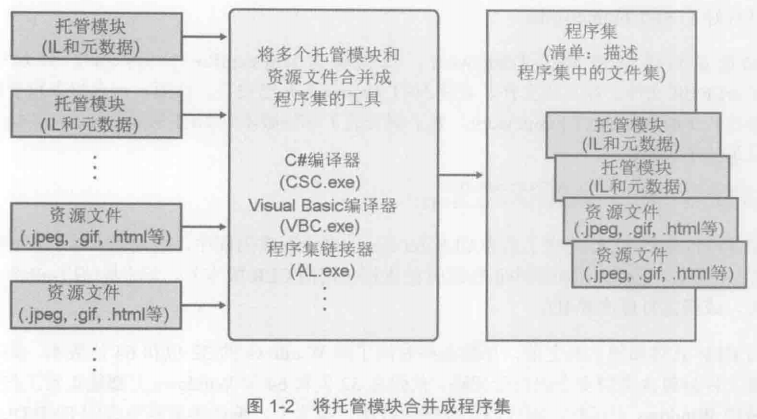 托管模块
(IL和元数据)
托管模块
(IL和元数据)
⋮
资源文件
(.jpeg, .gif, .html等)
资源文件
(.jpeg, .gif, .html等)
⋮
将多个托管模块和
资源文件合并成
程序集的工具
C#编译器
(CSC.exe)
Visual Basic编译器
(VBC.exe)
程序集链接器
(AL.exe)
⋮
程序集
(清单：描述
程序集中的文件集)
托管模块
(IL和元数据)
托管模块
(IL和元数据)
资源文件
(.jpeg, .gif, .html等)
资源文件
(.jpeg, .gif, .html等)
图 1-2 将托管模块合并成程序集